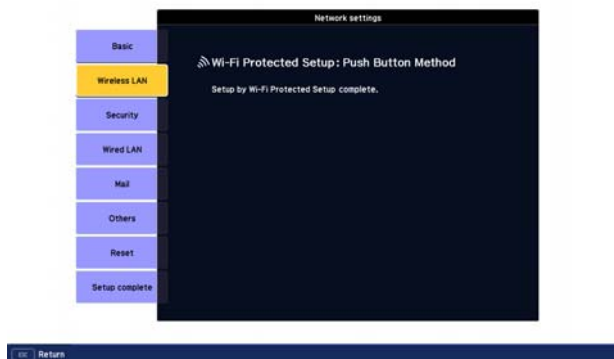 Network settings
Basic
Wireless LAN
Security
Wired LAN
Mail
Others
Reset
Setup complete
Wi-Fi Protected Setup: Push Button Method
Setup by Wi-Fi Protected Setup complete.
Esc Return